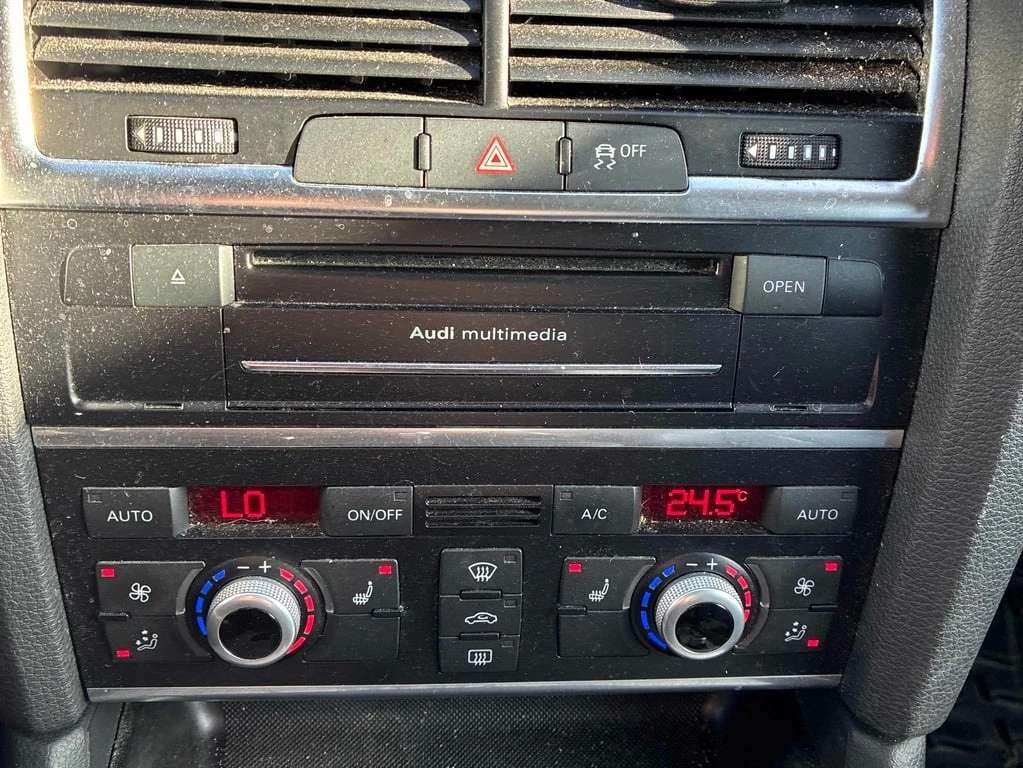 OFF
OPEN
Audi multimedia
AUTO
LO
ON/OFF
A/C
24.5°C
AUTO
- +
- +